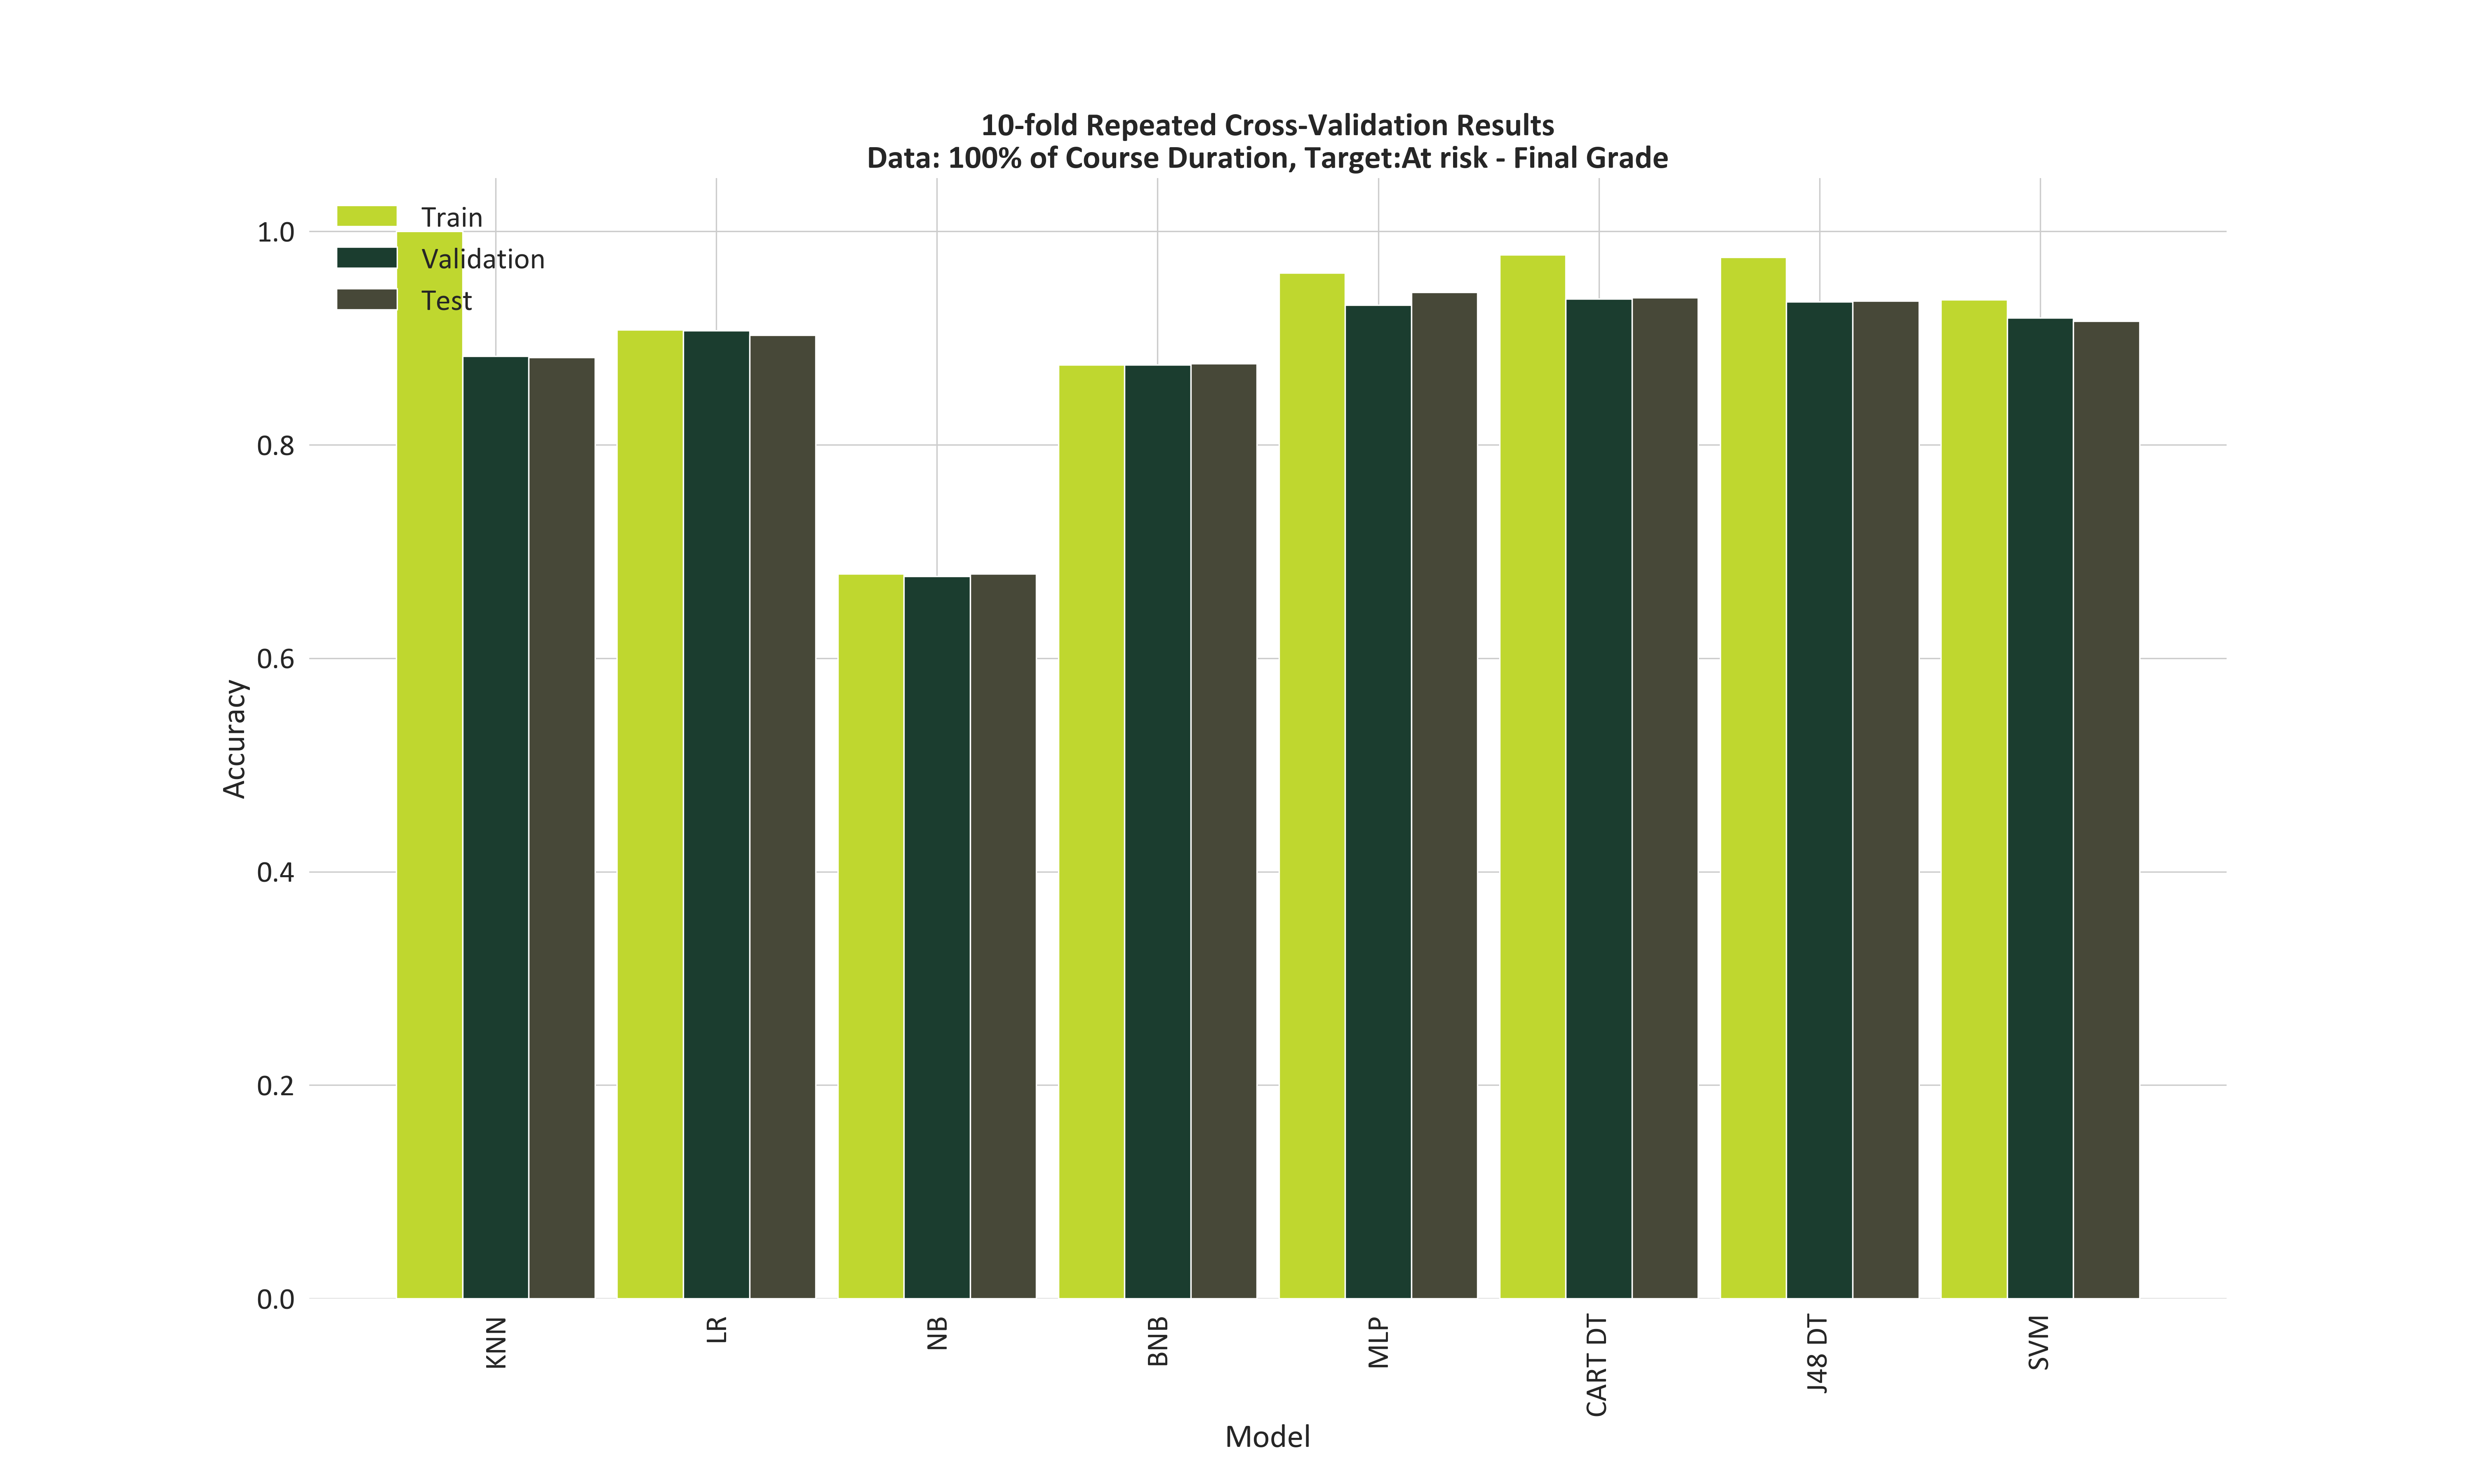 10-fold Repeated Cross-Validation Results
Data: 100% of Course Duration, Target:At risk - Final Grade
Train
Validation
Test
1.0
0.8
0.6
0.4
0.2
0.0
Accuracy
KNN
LR
NB
BNB
MLP
CART DT
J48 DT
SVM
Model